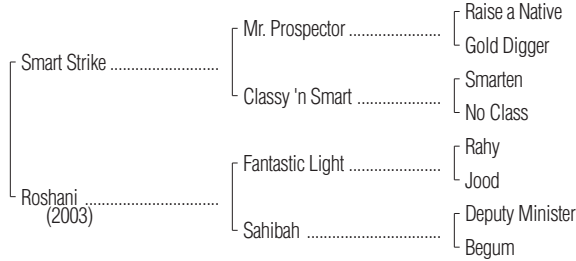 Raise a Native
Mr. Prospector ....................
Gold Digger
Smart Strike ........................
Smarten
Classy 'n Smart ..................
No Class
Rahy
Fantastic Light ....................
Jood
Roshani .............................
(2003)
Deputy Minister
Sahibah .............................
Begum